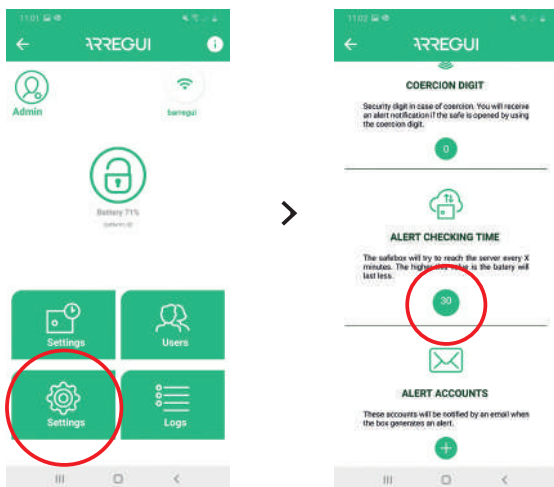 11:01
ARREGUI
Admin
barregui
Battery 71%
Settings
Users
Settings
Logs
>
11:02
ARREGUI
COERCION DIGIT
Security digit in case of coercion. You will receive
an alert notification if the safe is opened by using
the coercion digit.
0
ALERT CHECKING TIME
The safebox will try to reach the server every X
minutes. The higher this value is the batery will
last less.
30
ALERT ACCOUNTS
These accounts will be notified by an email when
the box generates an alert.
+